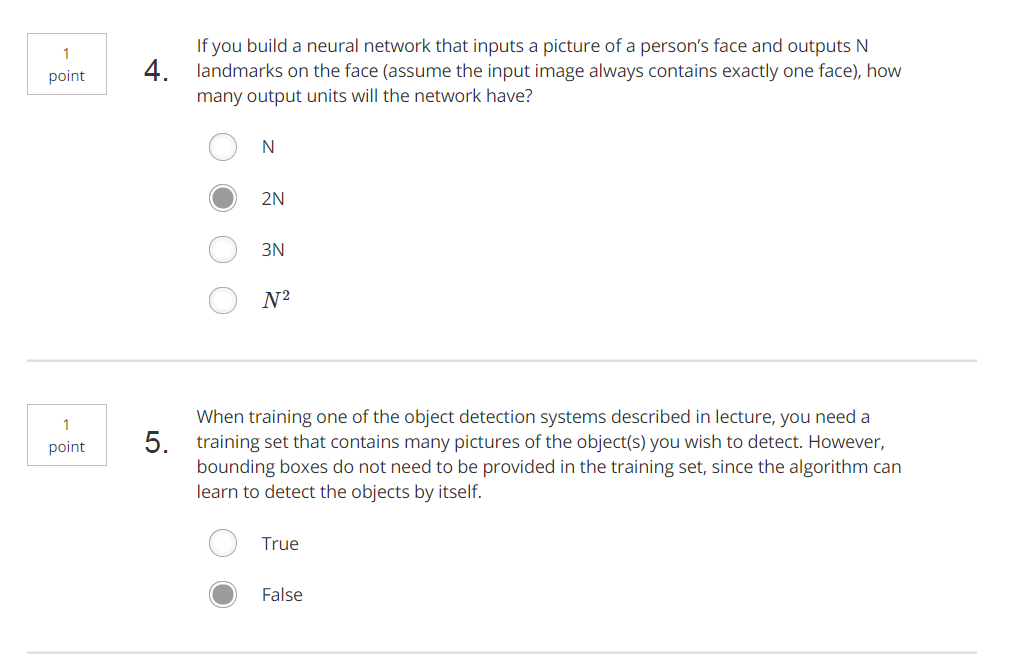 1
point
4.
If you build a neural network that inputs a picture of a person’s face and outputs N
landmarks on the face (assume the input image always contains exactly one face), how
many output units will the network have?
N
2N
3N
N²
1
point
5.
When training one of the object detection systems described in lecture, you need a
training set that contains many pictures of the object(s) you wish to detect. However,
bounding boxes do not need to be provided in the training set, since the algorithm can
learn to detect the objects by itself.
True
False